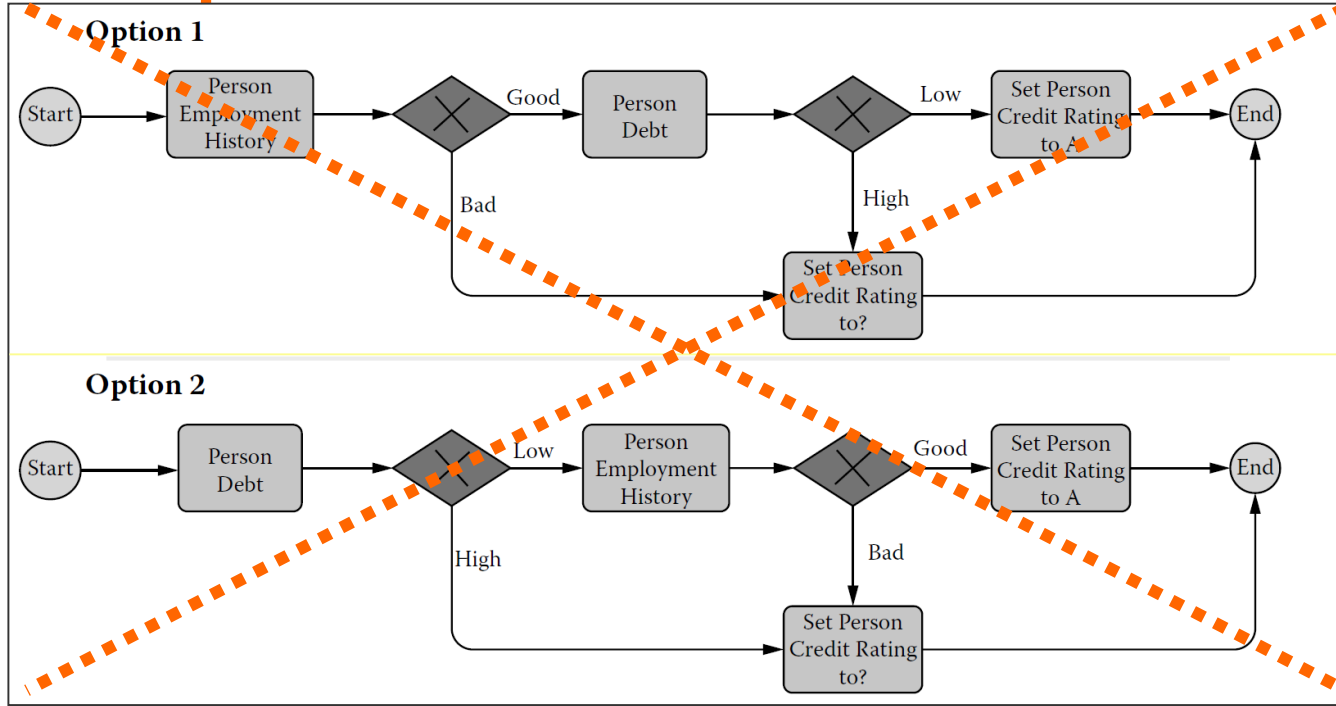 Option 1
Start
Person
Employment
History
Good
Person
Debt
Low
Set Person
Credit Rating
to A
End
Bad
High
Set Person
Credit Rating
to?
Option 2
Start
Person
Debt
Low
Person
Employment
History
Good
Set Person
Credit Rating
to A
End
High
Bad
Set Person
Credit Rating
to?